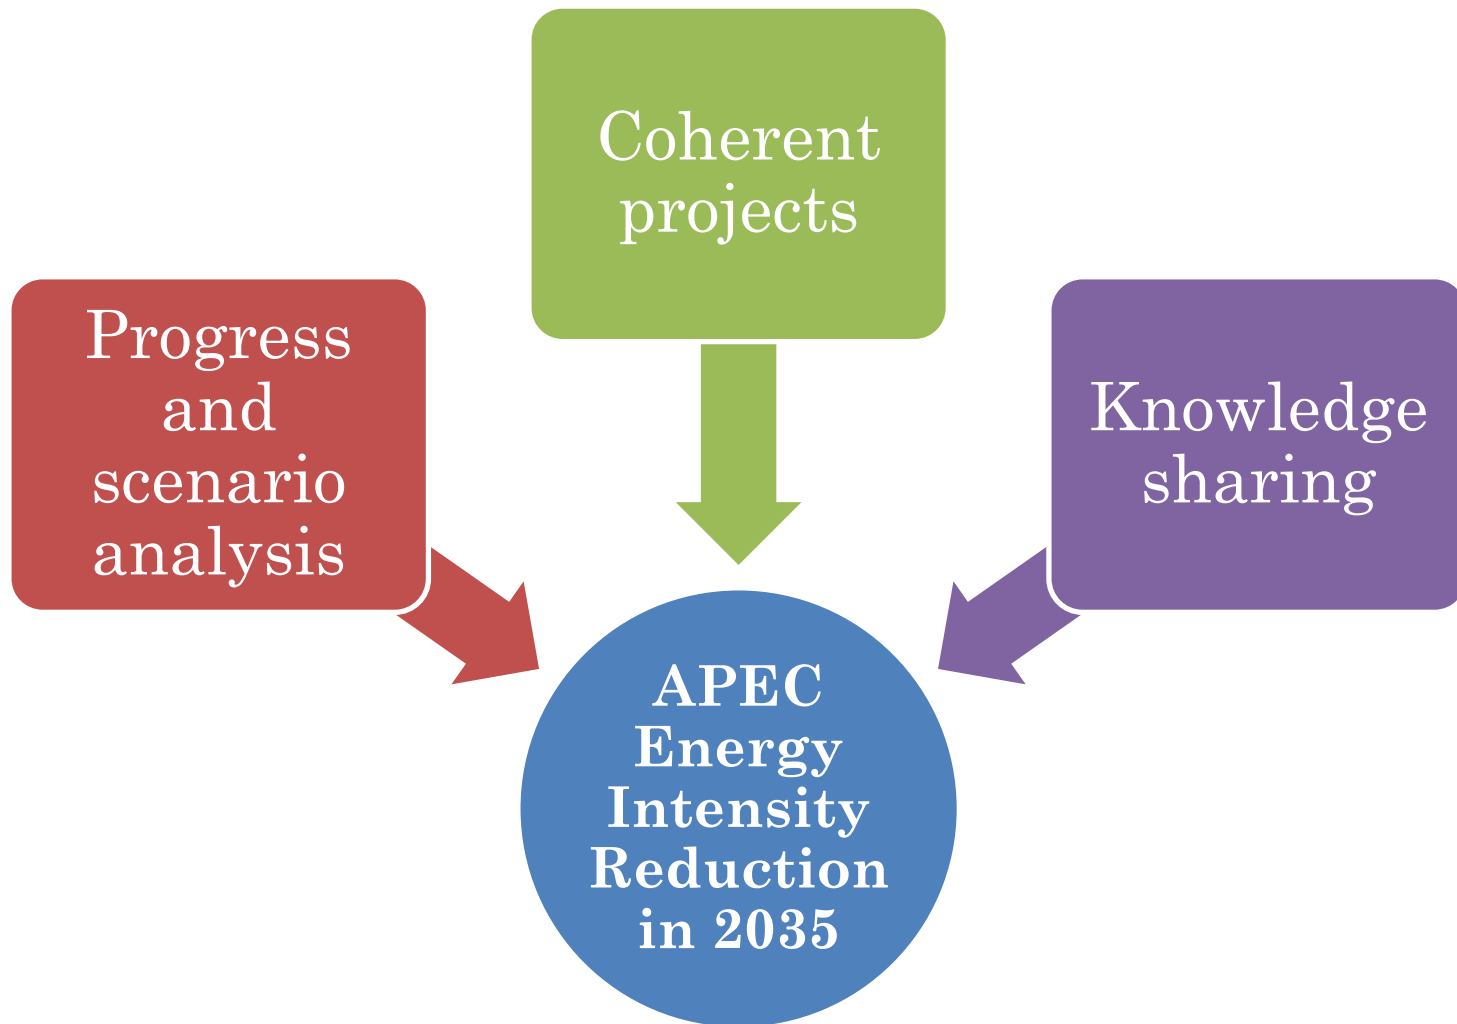 Coherent
projects
Progress
and
scenario
analysis
Knowledge
sharing
APEC
Energy
Intensity
Reduction
in 2035